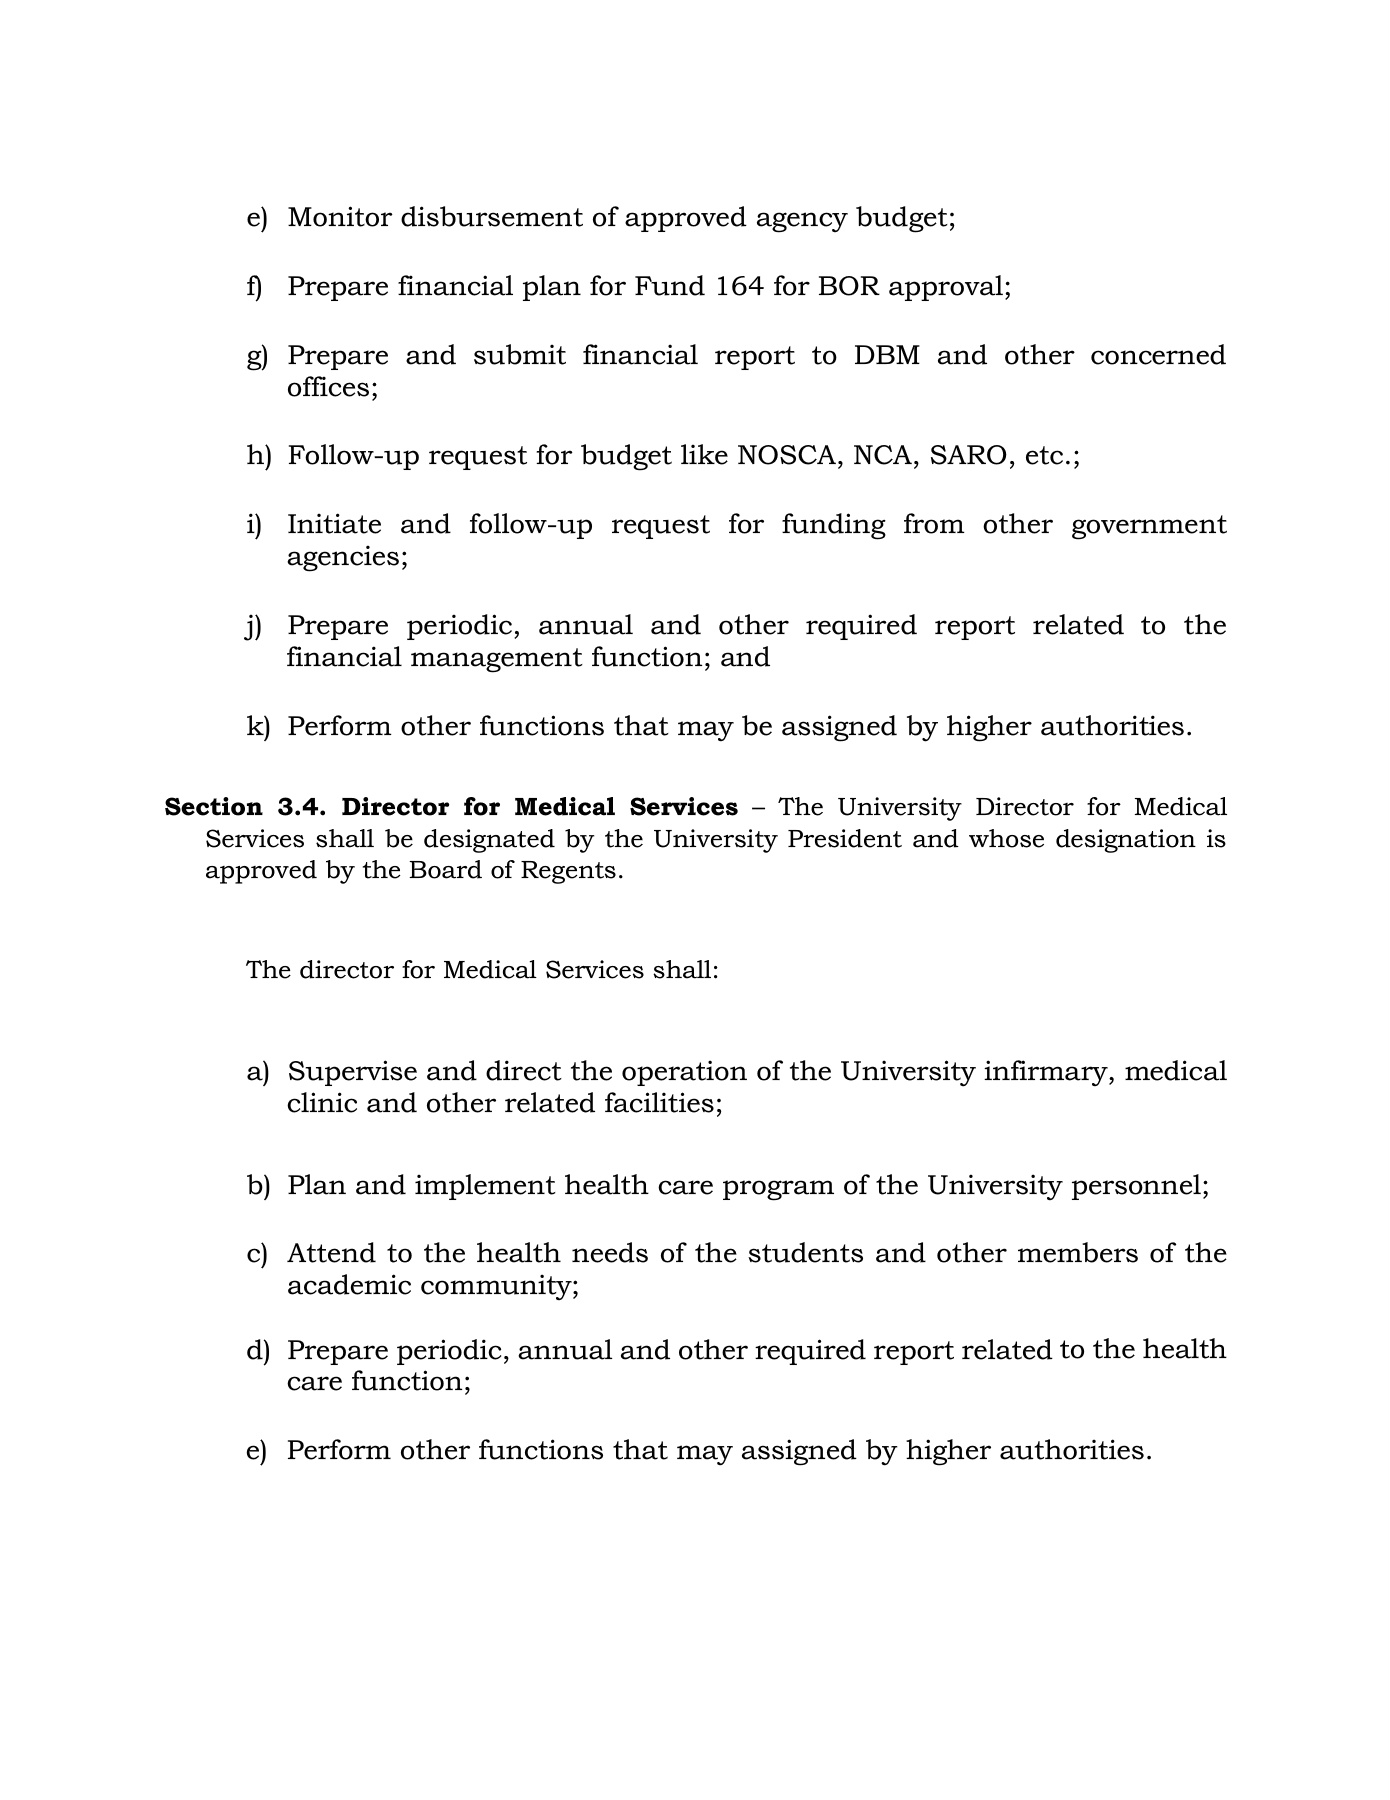 e) Monitor disbursement of approved agency budget;
f) Prepare financial plan for Fund 164 for BOR approval;
g) Prepare and submit financial report to DBM and other concerned
offices;
h) Follow-up request for budget like NOSCA, NCA, SARO, etc.;
i) Initiate and follow-up request for funding from other government
agencies;
j) Prepare periodic, annual and other required report related to the
financial management function; and
k) Perform other functions that may be assigned by higher authorities.
Section 3.4. Director for Medical Services – The University Director for Medical
Services shall be designated by the University President and whose designation is
approved by the Board of Regents.
The director for Medical Services shall:
a) Supervise and direct the operation of the University infirmary, medical
clinic and other related facilities;
b) Plan and implement health care program of the University personnel;
c) Attend to the health needs of the students and other members of the
academic community;
d) Prepare periodic, annual and other required report related to the health
care function;
e) Perform other functions that may assigned by higher authorities.